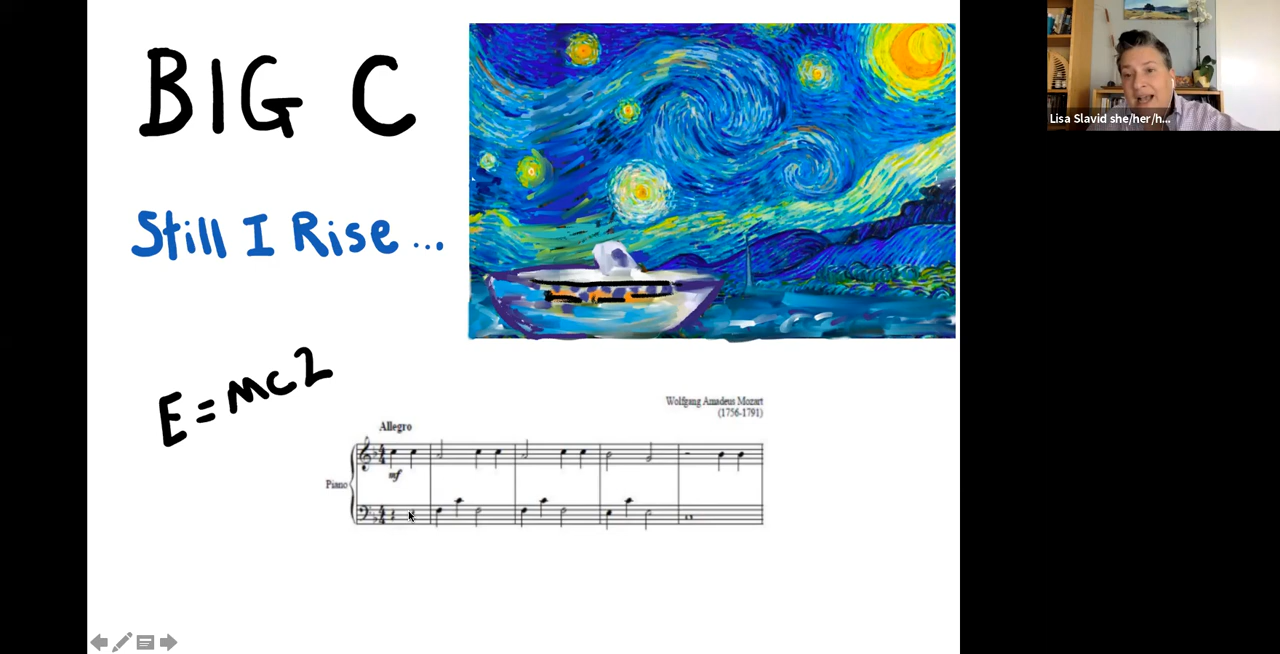 BIG C
Still I Rise...
E=mc2
Wolfgang Amadeus Mozart
(1756-1791)
Allegro
mf
Piano
Lisa Slavid she/her/h...